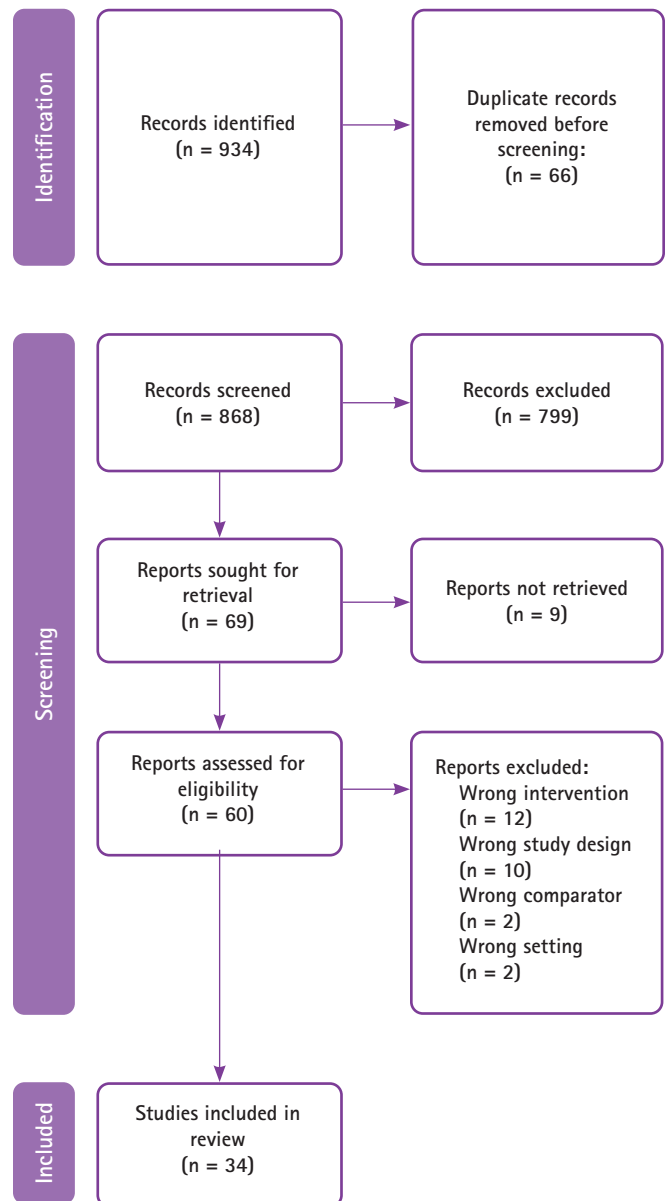 Identification
Records identified
(n = 934)
Duplicate records
removed before
screening:
(n = 66)
Screening
Records screened
(n = 868)
Records excluded
(n = 799)
Reports sought for
retrieval
(n = 69)
Reports not retrieved
(n = 9)
Reports assessed for
eligibility
(n = 60)
Reports excluded:
Wrong intervention
(n = 12)
Wrong study design
(n = 10)
Wrong comparator
(n = 2)
Wrong setting
(n = 2)
Included
Studies included in
review
(n = 34)